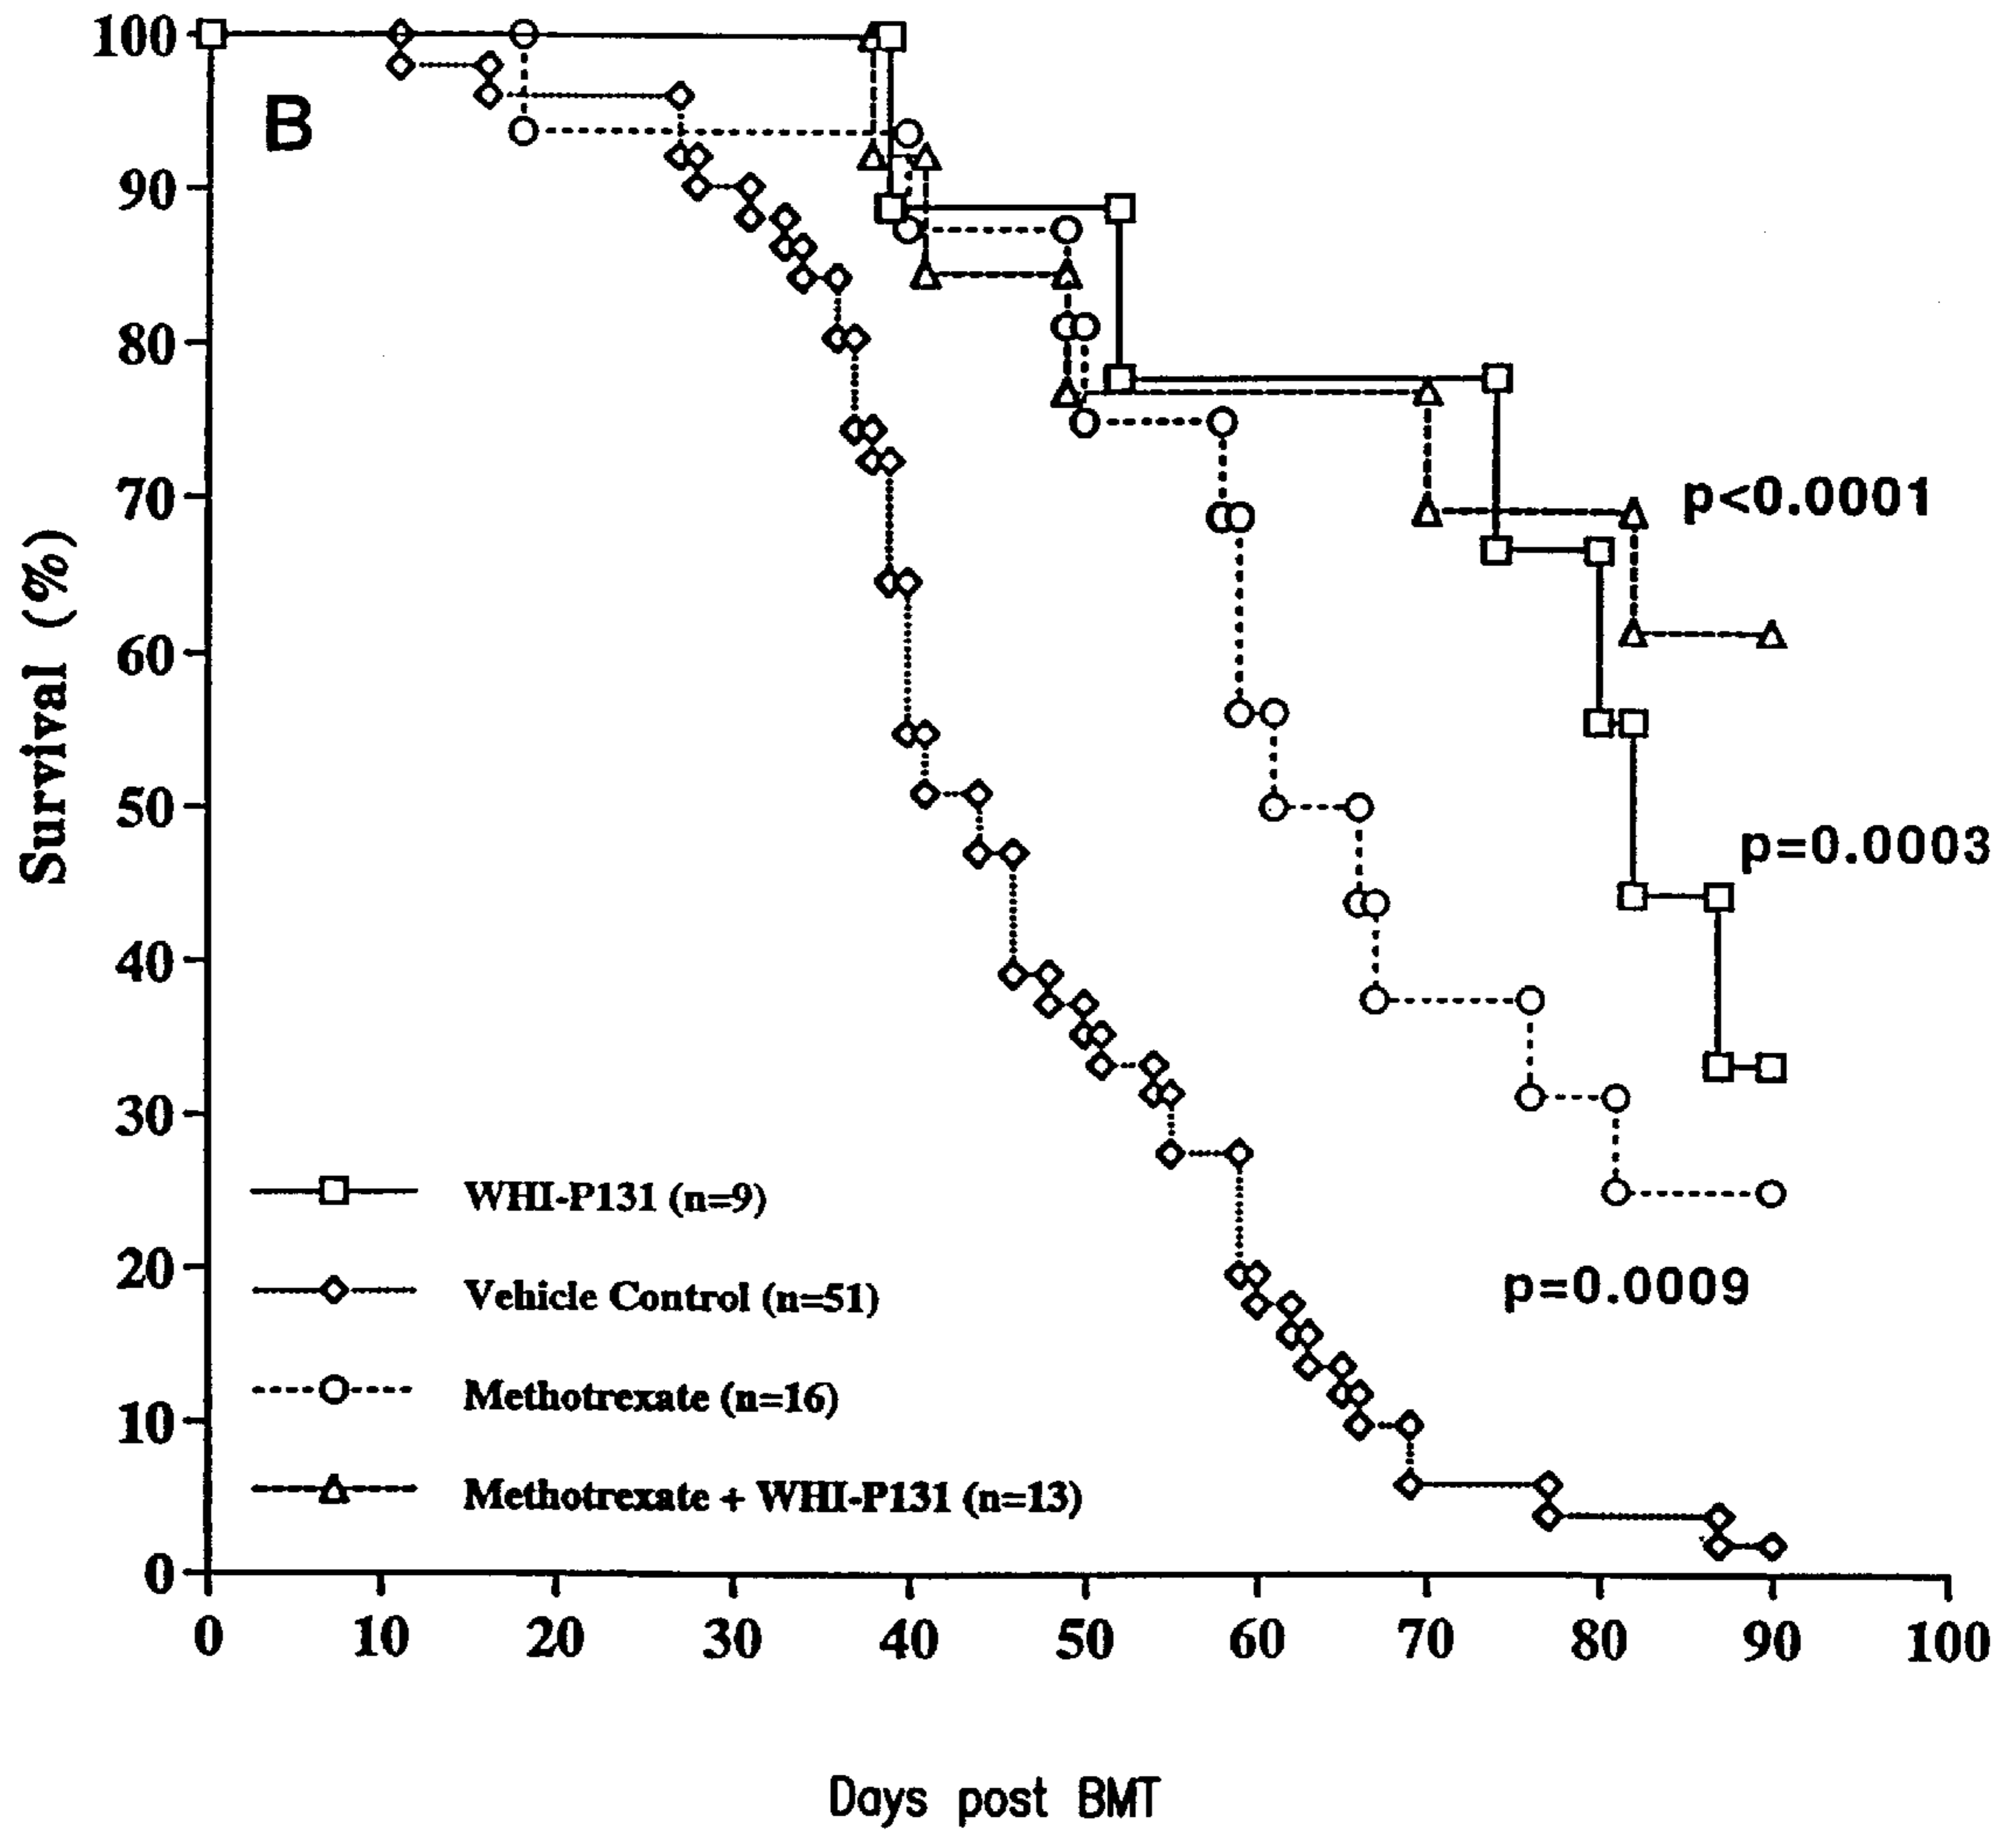 B
Survival (%)
100
90
80
70
60
50
40
30
20
10
0
p<0.0001
p=0.0003
p=0.0009
WHI-P131 (n=9)
Vehicle Control (n=51)
Methotrexate (n=16)
Methotrexate + WHI-P131 (n=13)
0 10 20 30 40 50 60 70 80 90 100
Days post BMT